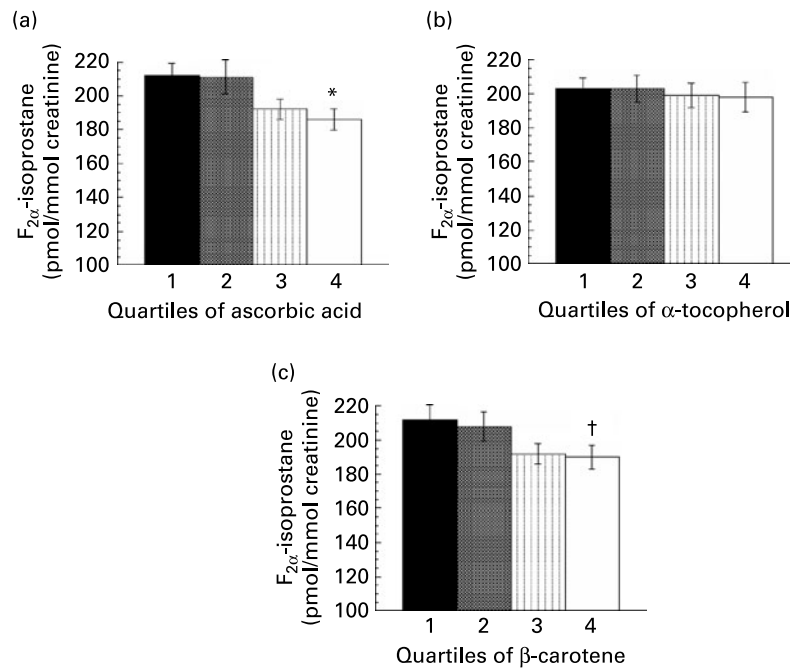 (a)
F2α-isoprostane
(pmol/mmol creatinine)
220
200
180
160
140
120
100
*
1 2 3 4
Quartiles of ascorbic acid
(b)
F2α-isoprostane
(pmol/mmol creatinine)
220
200
180
160
140
120
100
1 2 3 4
Quartiles of α-tocopherol
(c)
F2α-isoprostane
(pmol/mmol creatinine)
220
200
180
160
140
120
100
†
1 2 3 4
Quartiles of β-carotene